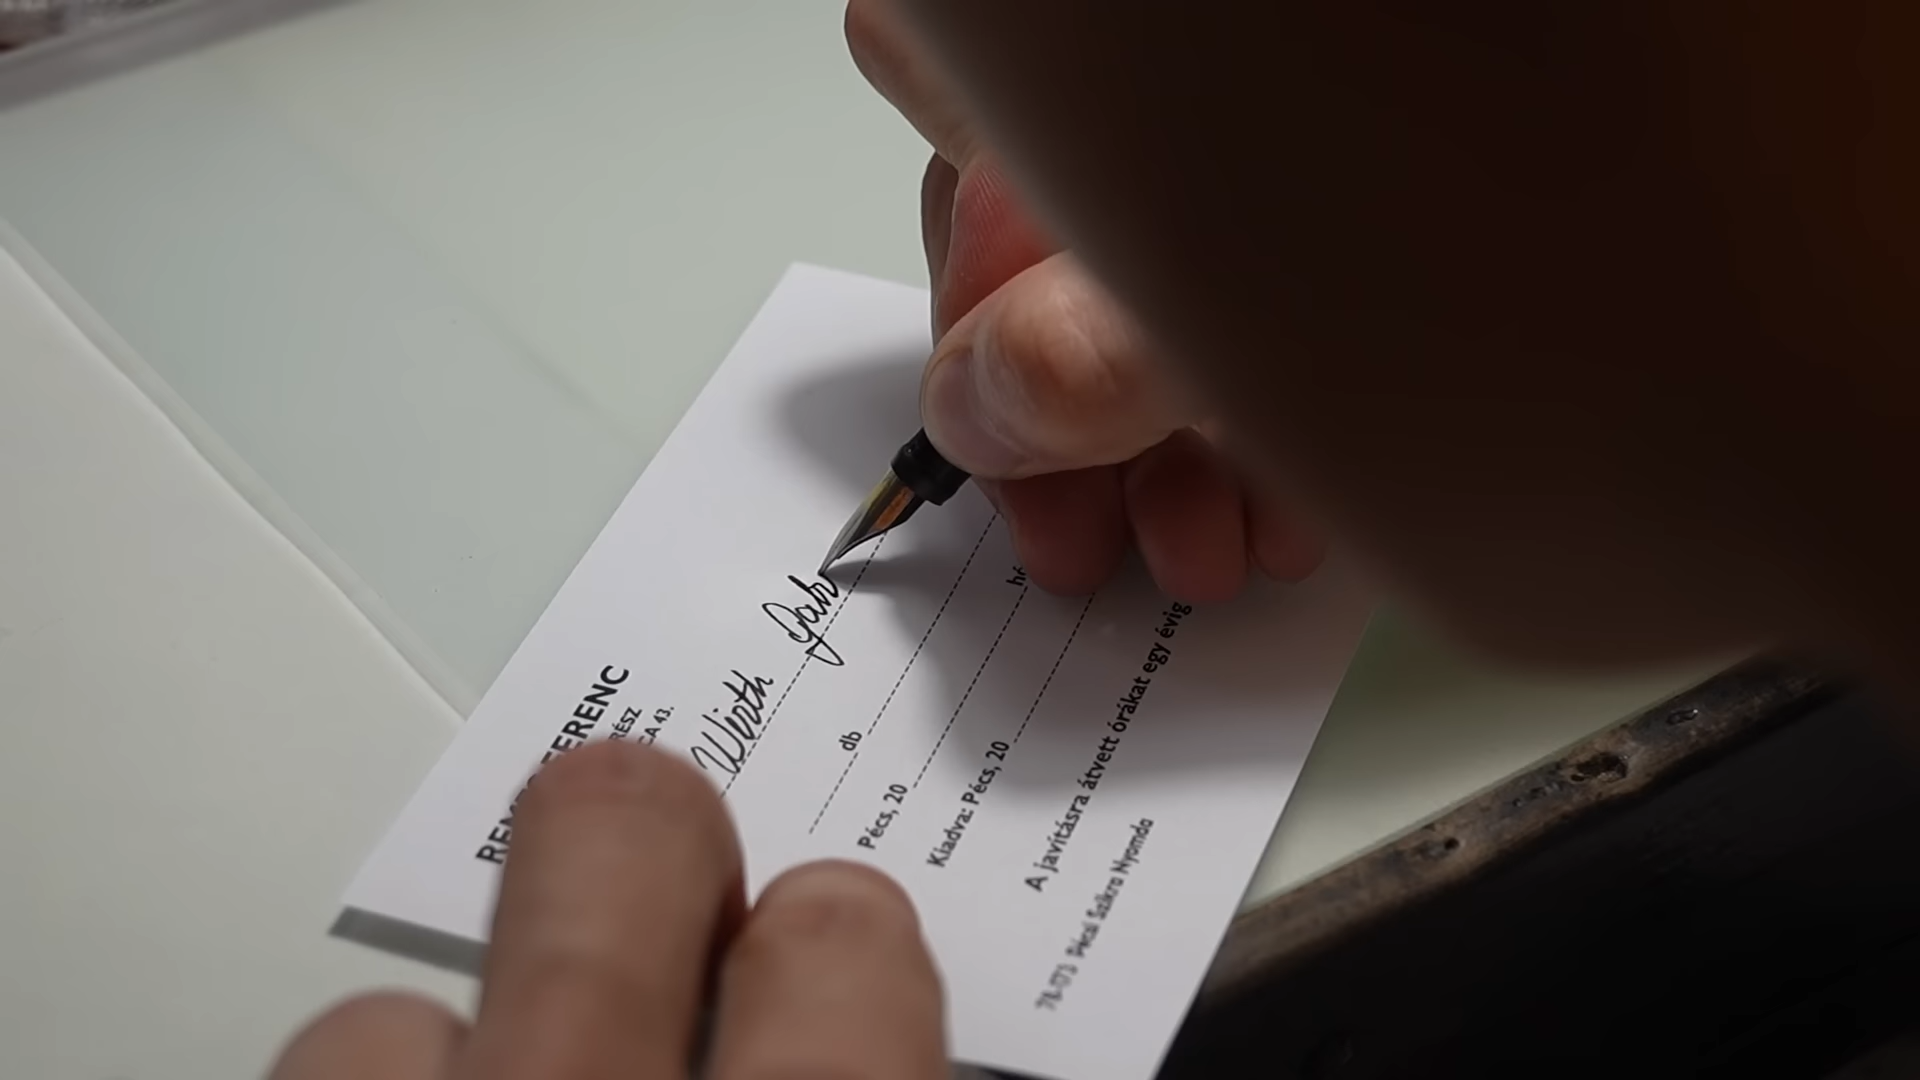 FERENC
RÉSZ
CA 43.
Wirth Gab
db
Pécs, 20 hó
Kiadva: Pécs, 20
A javításra átvett órákat egy évig
Pécsi Szikra Nyomda